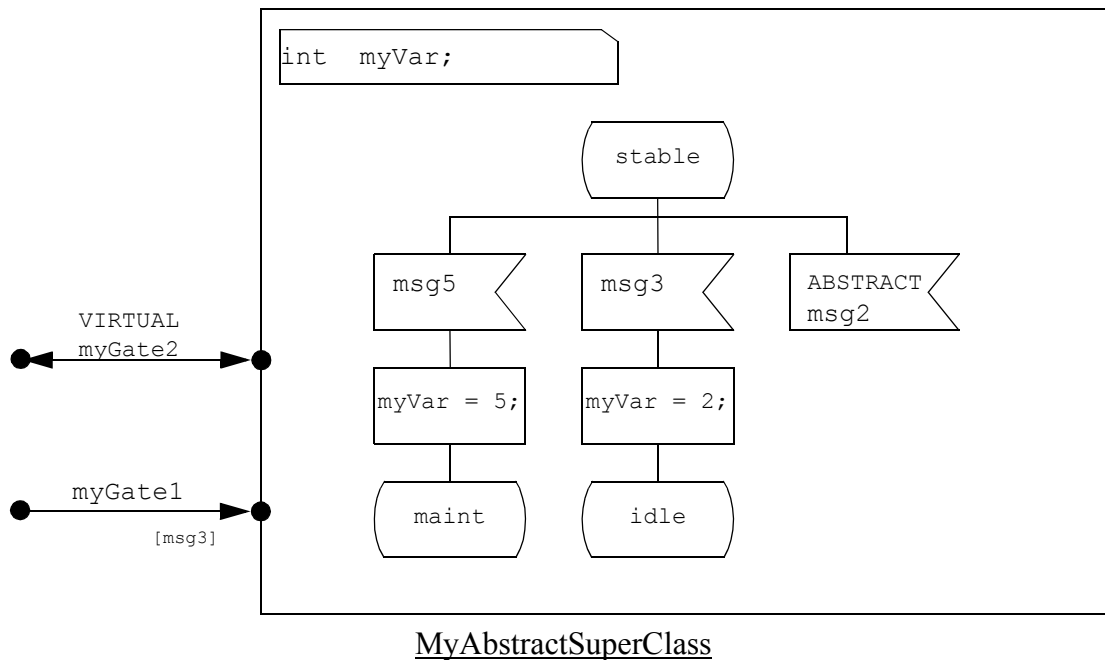 int  myVar;
stable
msg5
msg3
ABSTRACT
msg2
VIRTUAL
myGate2
myVar = 5;
myVar = 2;
myGate1
[msg3]
maint
idle
MyAbstractSuperClass